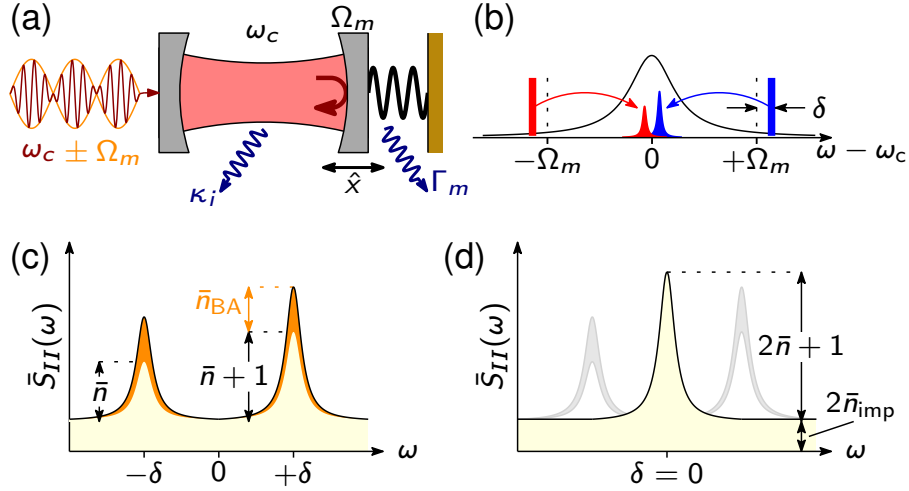 (a)
ω_c
Ω_m
ω_c ± Ω_m
κ_i
x̂
Γ_m
(b)
δ
−Ω_m
0
+Ω_m
ω − ω_c
(c)
S̄_II(ω)
n̄_BA
n̄
n̄ + 1
−δ
0
+δ
ω
(d)
S̄_II(ω)
2n̄ + 1
2n̄_imp
δ = 0
ω